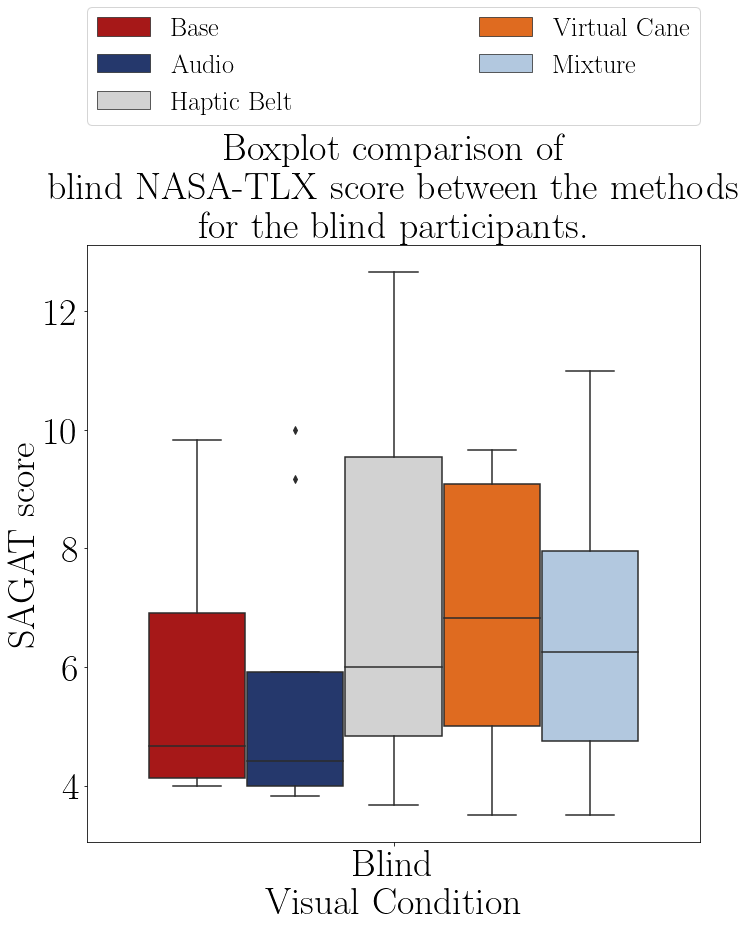 Base
Audio
Haptic Belt
Virtual Cane
Mixture
Boxplot comparison of
blind NASA-TLX score between the methods
for the blind participants.
SAGAT score
12
10
8
6
4
Blind
Visual Condition